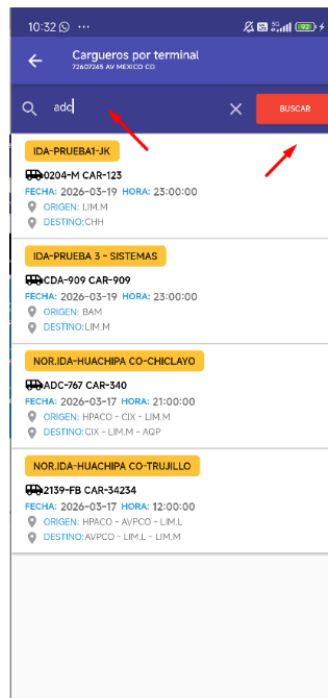 10:32 ...
5G 92
Cargueros por terminal
72607245 AV MEXICO CO
adc
BUSCAR
IDA-PRUEBA1-JK
0204-M CAR-123
FECHA: 2026-03-19 HORA: 23:00:00
ORIGEN: LIM.M
DESTINO:CHH
IDA-PRUEBA 3 - SISTEMAS
CDA-909 CAR-909
FECHA: 2026-03-19 HORA: 23:00:00
ORIGEN: BAM
DESTINO:LIM.M
NOR.IDA-HUACHIPA CO-CHICLAYO
ADC-767 CAR-340
FECHA: 2026-03-17 HORA: 21:00:00
ORIGEN: HPACO - CIX - LIM.M
DESTINO:CIX - LIM.M - AQP
NOR.IDA-HUACHIPA CO-TRUJILLO
2139-FB CAR-34234
FECHA: 2026-03-17 HORA: 12:00:00
ORIGEN: HPACO - AVPCO - LIM.L
DESTINO:AVPCO - LIM.L - LIM.M